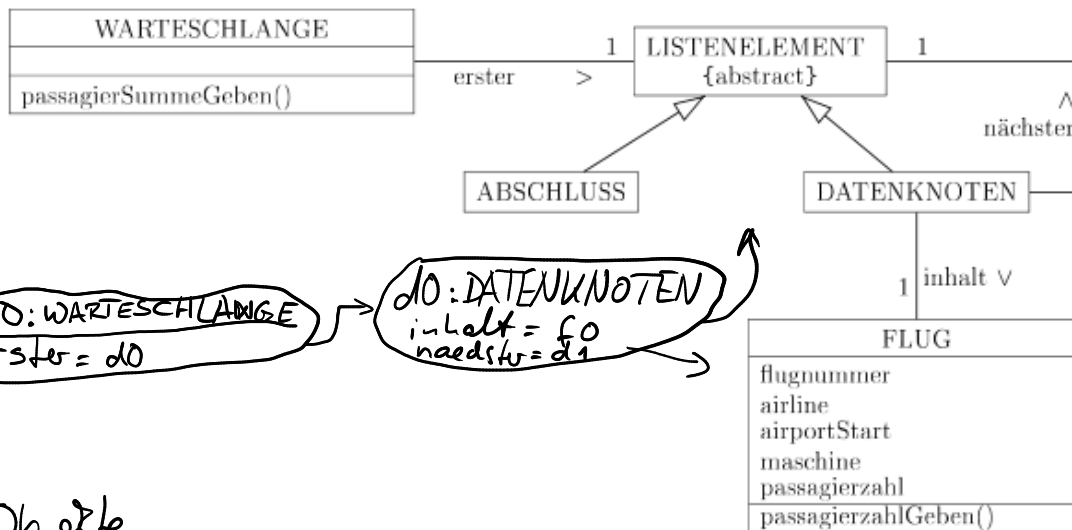 WARTESCHLANGE
passagierSummeGeben()
erster >
1
LISTENELEMENT
{abstract}
1
nächster
ABSCHLUSS
DATENKNOTEN
1
inhalt
0:WARTESCHLANGE
ster = d0
d0:DATENKNOTEN
inhalt = f0
naechster = d1
FLUG
flugnummer
airline
airportStart
maschine
passagierzahl
passagierzahlGeben()